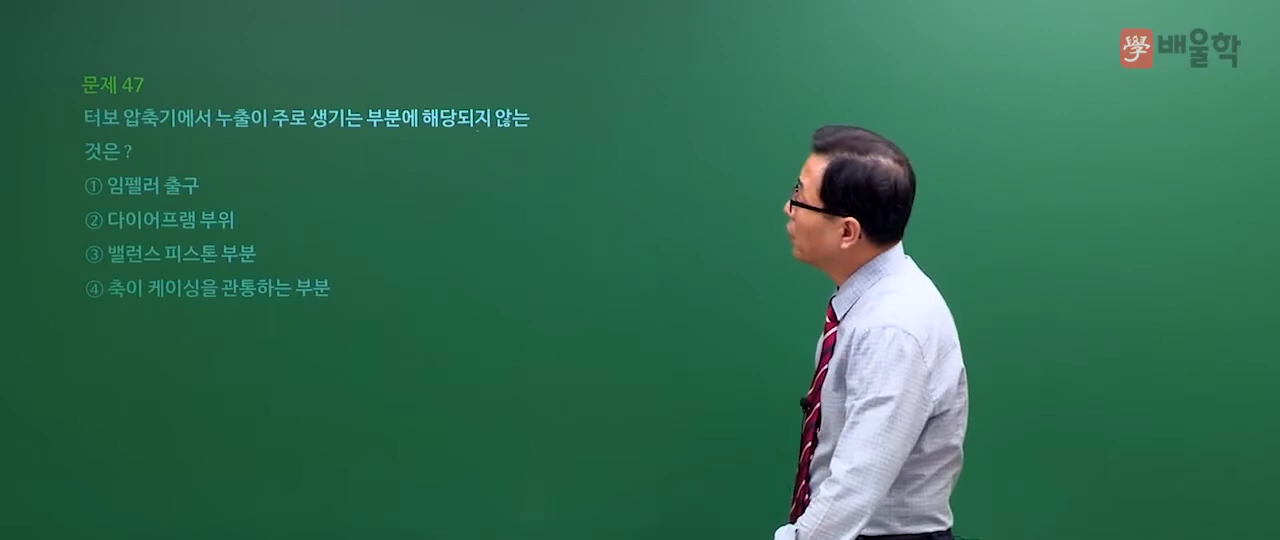 學 배울학
문제 47
터보 압축기에서 누출이 주로 생기는 부분에 해당되지 않는
것은 ?
① 임펠러 출구
② 다이어프램 부위
③ 밸런스 피스톤 부분
④ 축이 케이싱을 관통하는 부분